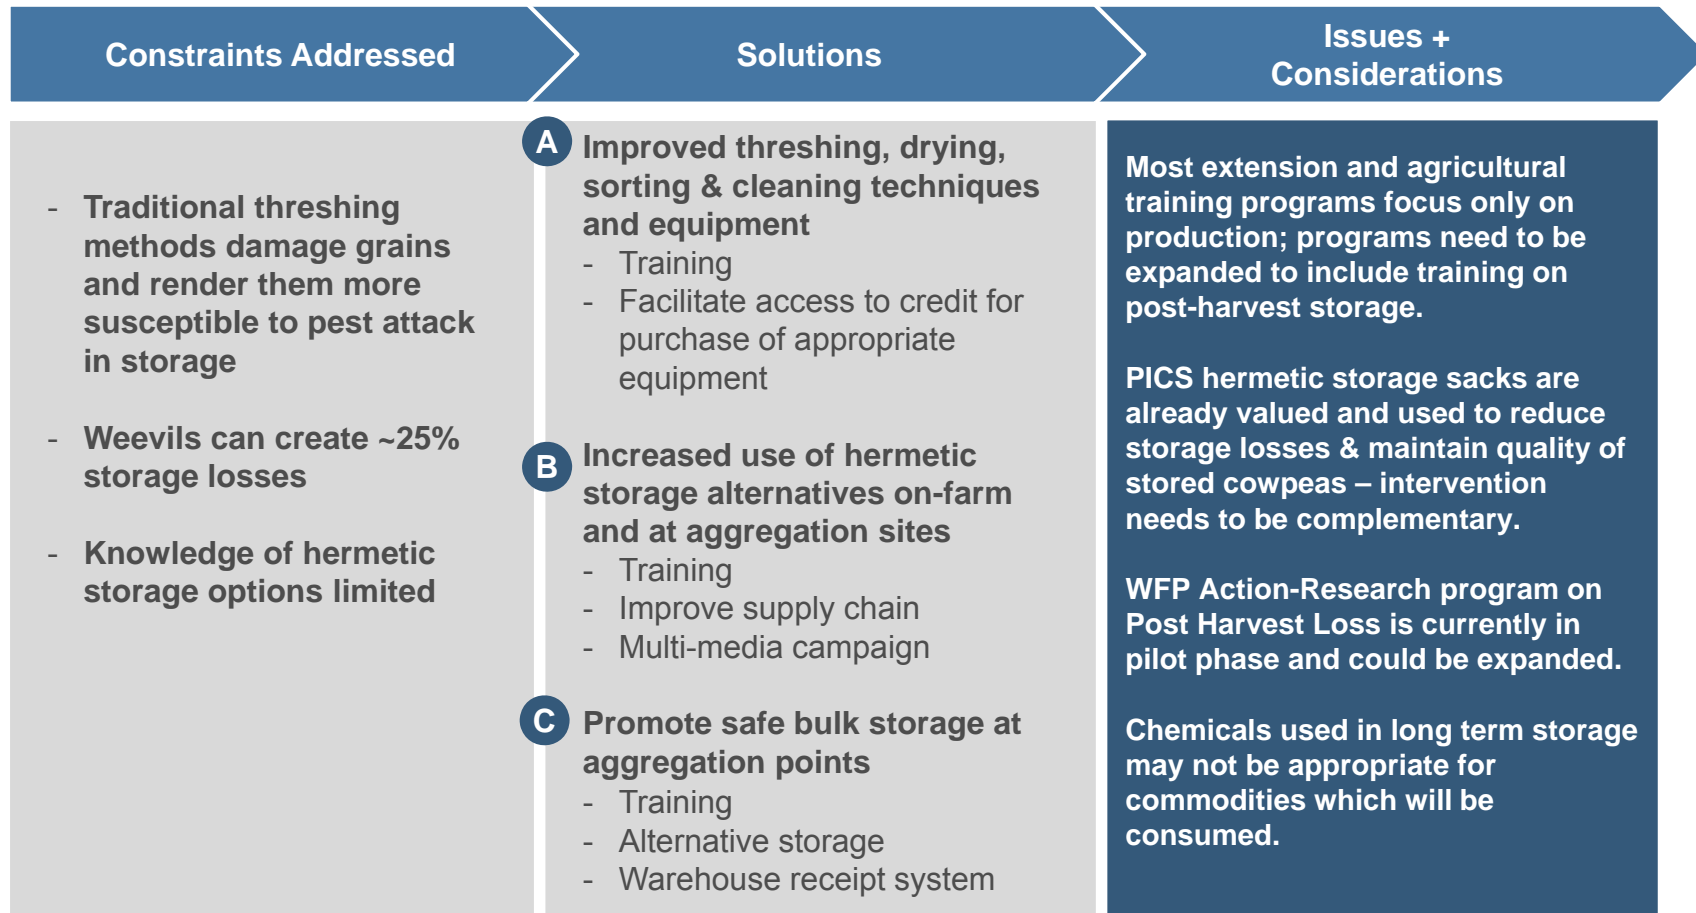 Constraints Addressed
Solutions
Issues +
Considerations
- Traditional threshing
methods damage grains
and render them more
susceptible to pest attack
in storage
- Weevils can create ~25%
storage losses
- Knowledge of hermetic
storage options limited
A
Improved threshing, drying,
sorting & cleaning techniques
and equipment
- Training
- Facilitate access to credit for
purchase of appropriate
equipment
B
Increased use of hermetic
storage alternatives on-farm
and at aggregation sites
- Training
- Improve supply chain
- Multi-media campaign
C
Promote safe bulk storage at
aggregation points
- Training
- Alternative storage
- Warehouse receipt system
Most extension and agricultural
training programs focus only on
production; programs need to be
expanded to include training on
post-harvest storage.
PICS hermetic storage sacks are
already valued and used to reduce
storage losses & maintain quality of
stored cowpeas – intervention
needs to be complementary.
WFP Action-Research program on
Post Harvest Loss is currently in
pilot phase and could be expanded.
Chemicals used in long term storage
may not be appropriate for
commodities which will be
consumed.